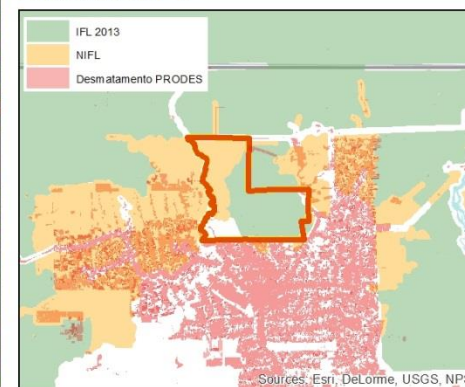 IFL 2013
NIFL
Desmatamento PRODES
Sources: Esri, DeLorme, USGS, NPS